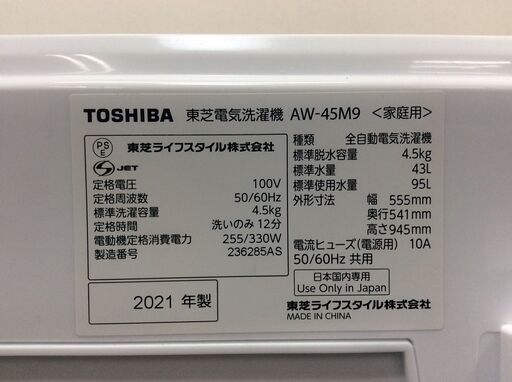 TOSHIBA 東芝電気洗濯機 AW-45M9 <家庭用>
PS
E
東芝ライフスタイル株式会社
S JET
定格電圧 100V
定格周波数 50/60Hz
標準洗濯容量 4.5kg
定格時間 洗いのみ 12分
電動機定格消費電力 255/330W
製造番号 236285AS
2021 年製
種類 全自動電気洗濯機
標準脱水容量 4.5kg
標準水量 43L
標準使用水量 95L
外形寸法 幅 555mm
奥行541mm
高さ945mm
電流ヒューズ(電源用) 10A
50/60Hz 共用
日本国内専用
Use Only in Japan
東芝ライフスタイル株式会社
MADE IN CHINA